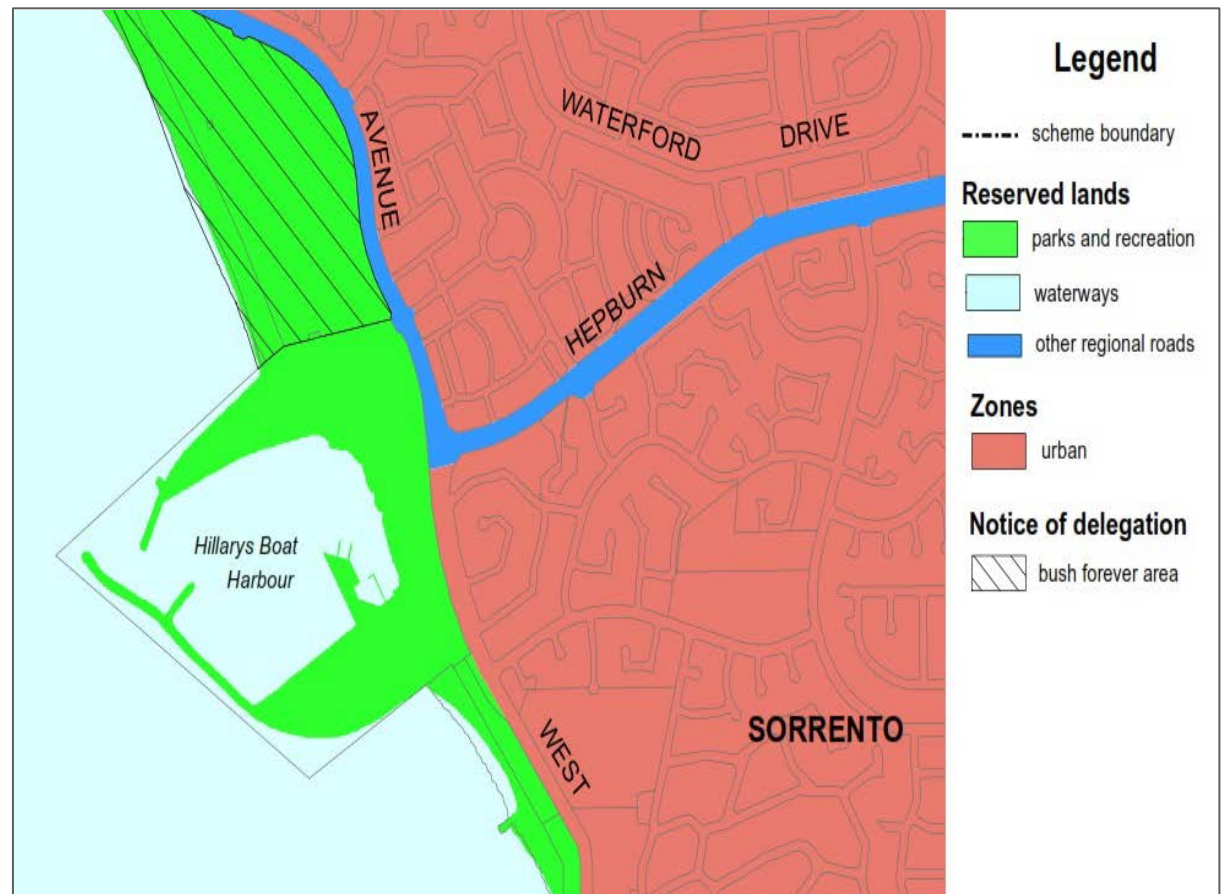 AVENUE
WATERFORD
DRIVE
HEPBURN
Hillarys Boat
Harbour
WEST
SORRENTO
Legend
scheme boundary
Reserved lands
parks and recreation
waterways
other regional roads
Zones
urban
Notice of delegation
bush forever area